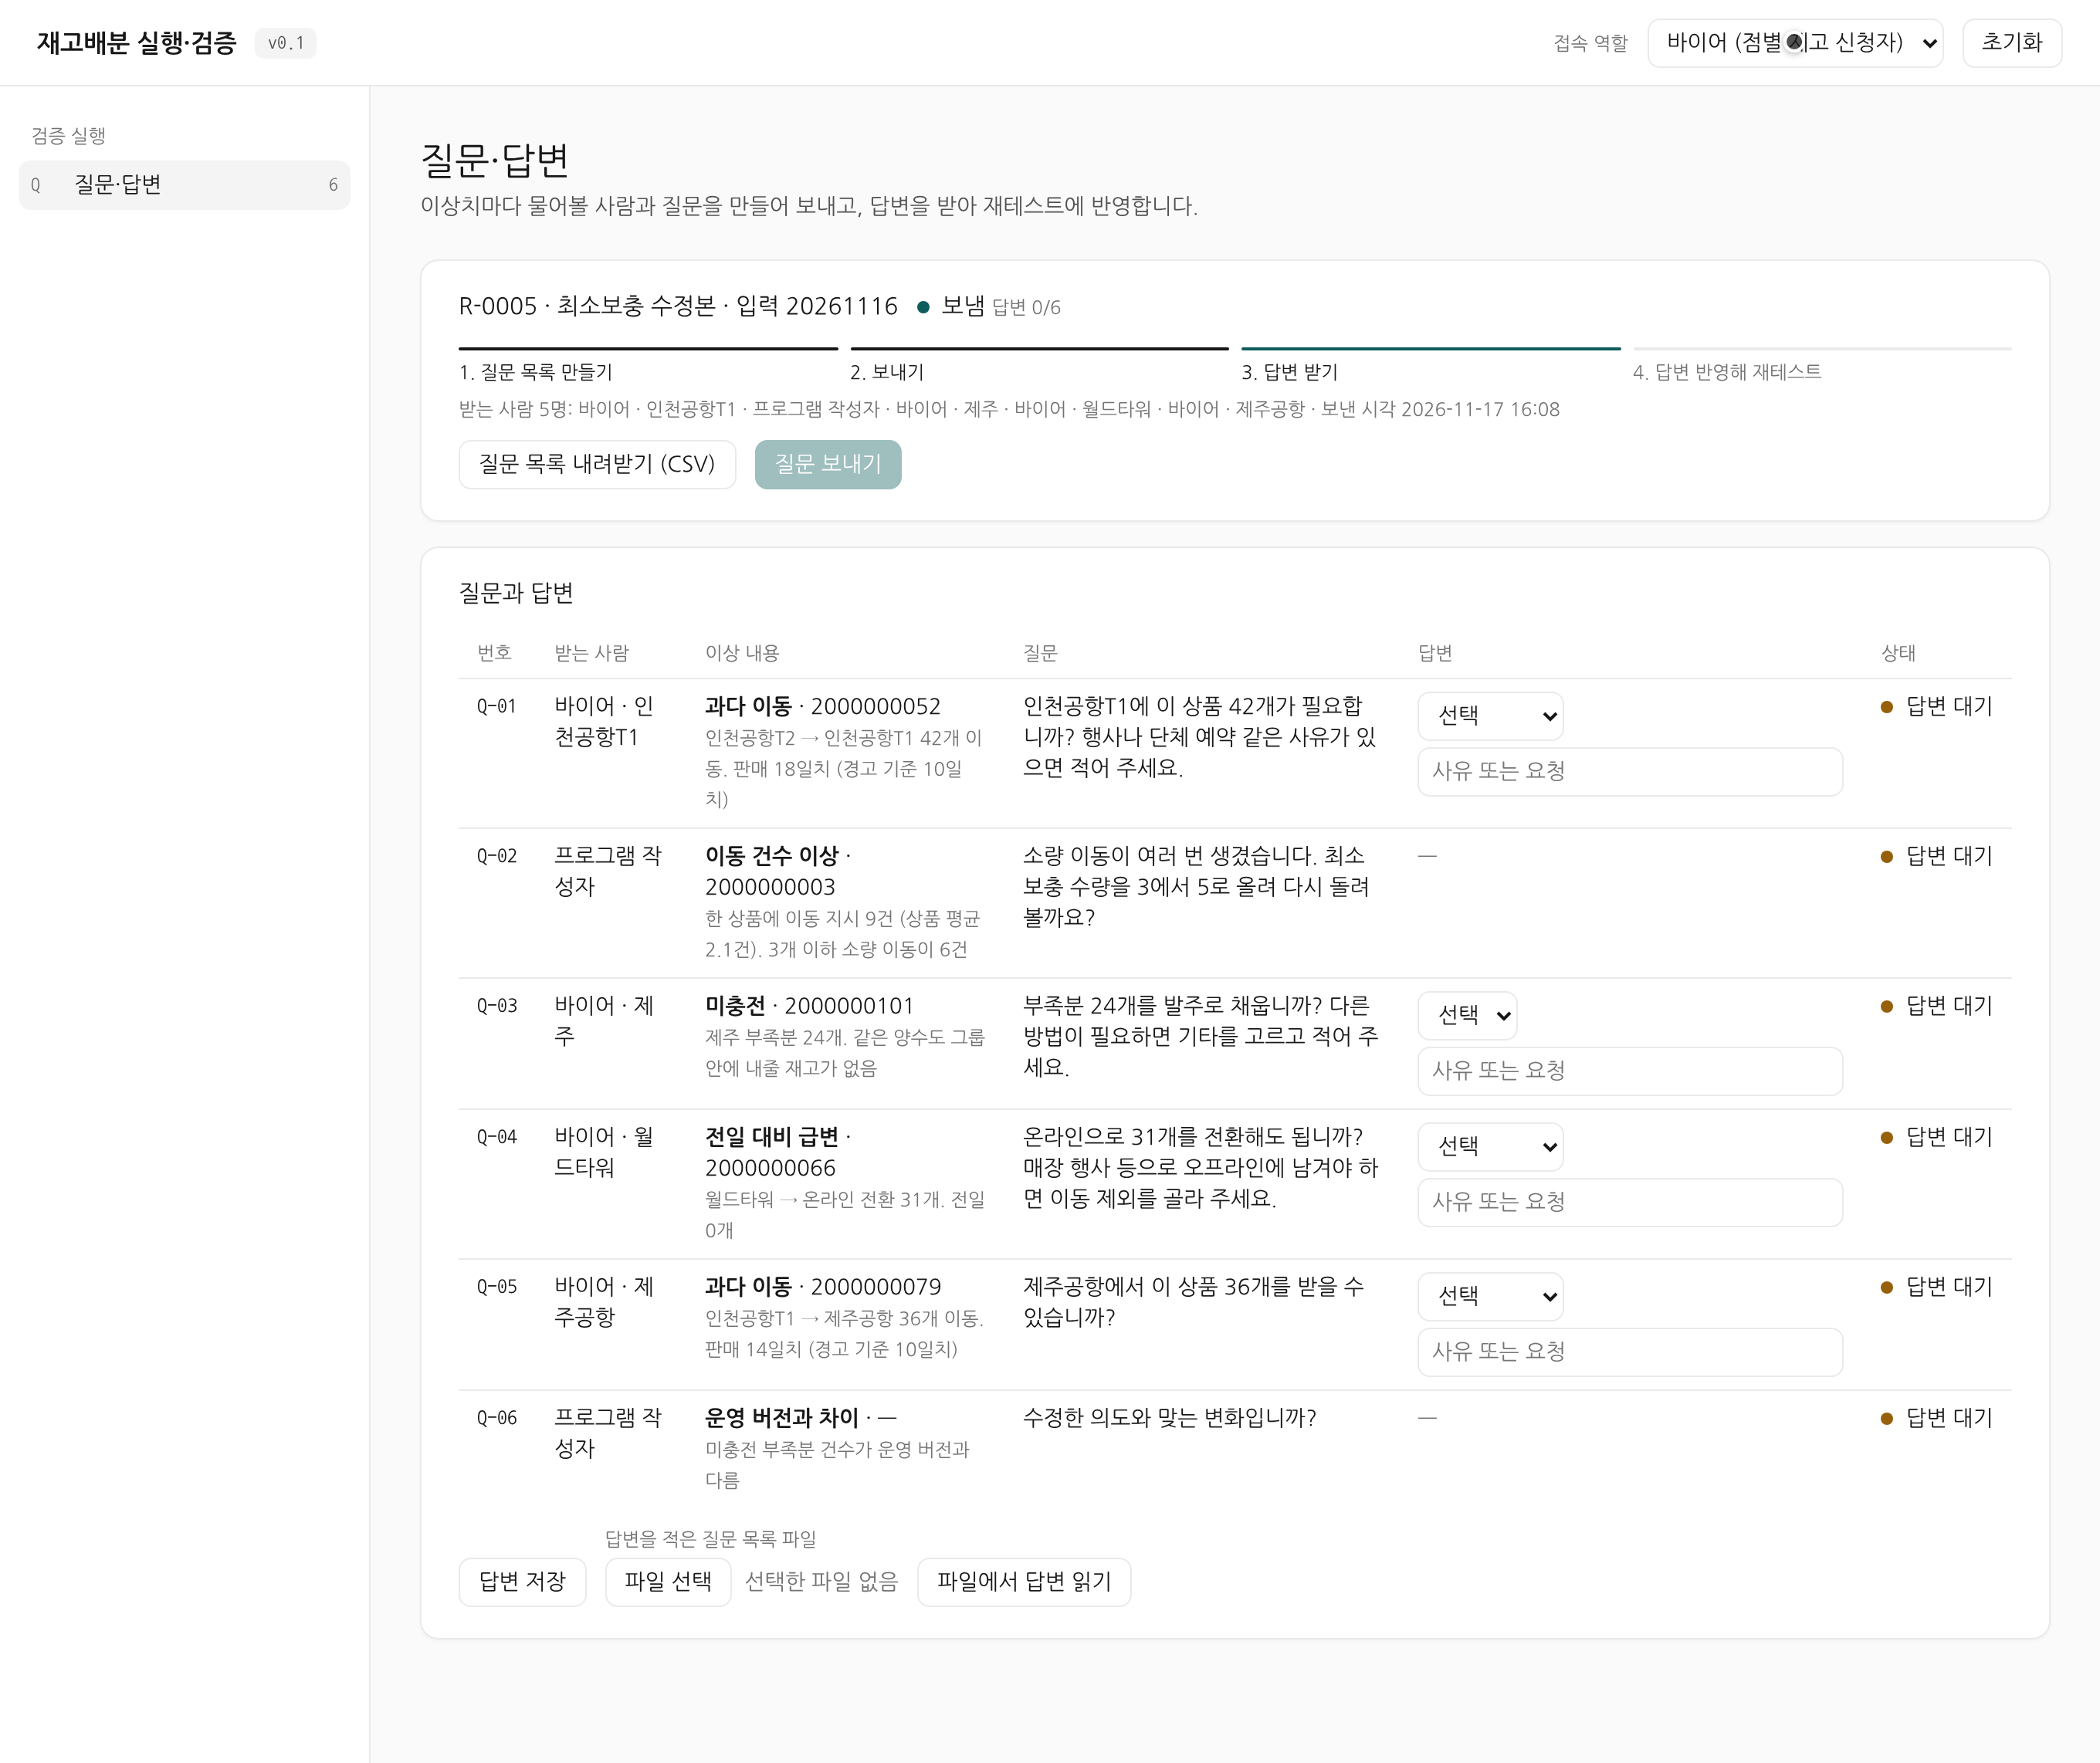 재고배분 실행·검증 v0.1
접속 역할 바이어 (점별 재고 신청자) 초기화
검증 실행
Q 질문·답변 6
질문·답변
이상치마다 물어볼 사람과 질문을 만들어 보내고, 답변을 받아 재테스트에 반영합니다.
R-0005 · 최소보충 수정본 · 입력 20261116 보냄 답변 0/6
1. 질문 목록 만들기
2. 보내기
3. 답변 받기
4. 답변 반영해 재테스트
받는 사람 5명: 바이어 · 인천공항T1 · 프로그램 작성자 · 바이어 · 제주 · 바이어 · 월드타워 · 바이어 · 제주공항 · 보낸 시각 2026-11-17 16:08
질문 목록 내려받기 (CSV) 질문 보내기
질문과 답변
번호 받는 사람 이상 내용 질문 답변 상태
Q-01
바이어 · 인
천공항T1
과다 이동 · 2000000052
인천공항T2 → 인천공항T1 42개 이
동. 판매 18일치 (경고 기준 10일
치)
인천공항T1에 이 상품 42개가 필요합
니까? 행사나 단체 예약 같은 사유가 있
으면 적어 주세요.
선택
사유 또는 요청
답변 대기
Q-02
프로그램 작
성자
이동 건수 이상 ·
2000000003
한 상품에 이동 지시 9건 (상품 평균
2.1건). 3개 이하 소량 이동이 6건
소량 이동이 여러 번 생겼습니다. 최소
보충 수량을 3에서 5로 올려 다시 돌려
볼까요?
—
답변 대기
Q-03
바이어 · 제
주
미충전 · 2000000101
제주 부족분 24개. 같은 양수도 그룹
안에 내줄 재고가 없음
부족분 24개를 발주로 채웁니까? 다른
방법이 필요하면 기타를 고르고 적어 주
세요.
선택
사유 또는 요청
답변 대기
Q-04
바이어 · 월
드타워
전일 대비 급변 ·
2000000066
월드타워 → 온라인 전환 31개. 전일
0개
온라인으로 31개를 전환해도 됩니까?
매장 행사 등으로 오프라인에 남겨야 하
면 이동 제외를 골라 주세요.
선택
사유 또는 요청
답변 대기
Q-05
바이어 · 제
주공항
과다 이동 · 2000000079
인천공항T1 → 제주공항 36개 이동.
판매 14일치 (경고 기준 10일치)
제주공항에서 이 상품 36개를 받을 수
있습니까?
선택
사유 또는 요청
답변 대기
Q-06
프로그램 작
성자
운영 버전과 차이 · —
미충전 부족분 건수가 운영 버전과
다름
수정한 의도와 맞는 변화입니까?
—
답변 대기
답변을 적은 질문 목록 파일
답변 저장 파일 선택 선택한 파일 없음 파일에서 답변 읽기